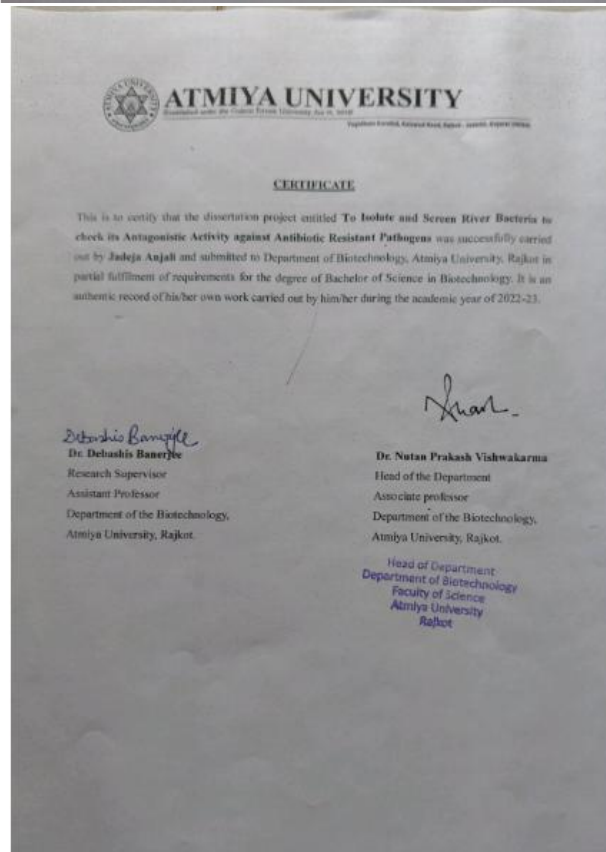 ATMIYA UNIVERSITY
CERTIFICATE
This is to certify that the dissertation project entitled To Isolate and Screen River Bacteria to
check its Antagonistic Activity against Antibiotic Resistant Pathogens was successfully carried
out by Jadeja Anjali and submitted to Department of Biotechnology, Atmiya University, Rajkot in
partial fulfilment of requirements for the degree of Bachelor of Science in Biotechnology. It is an
authentic record of his/her own work carried out by him/her during the academic year of 2022-23.
Debashis Banerjee
Dr. Debashis Banerjee
Research Supervisor
Assistant Professor
Department of the Biotechnology,
Atmiya University, Rajkot.
Dr. Nutan Prakash Vishwakarma
Head of the Department
Associate professor
Department of the Biotechnology,
Atmiya University, Rajkot.
Head of Department
Department of Biotechnology
Faculty of Science
Atmiya University
Rajkot